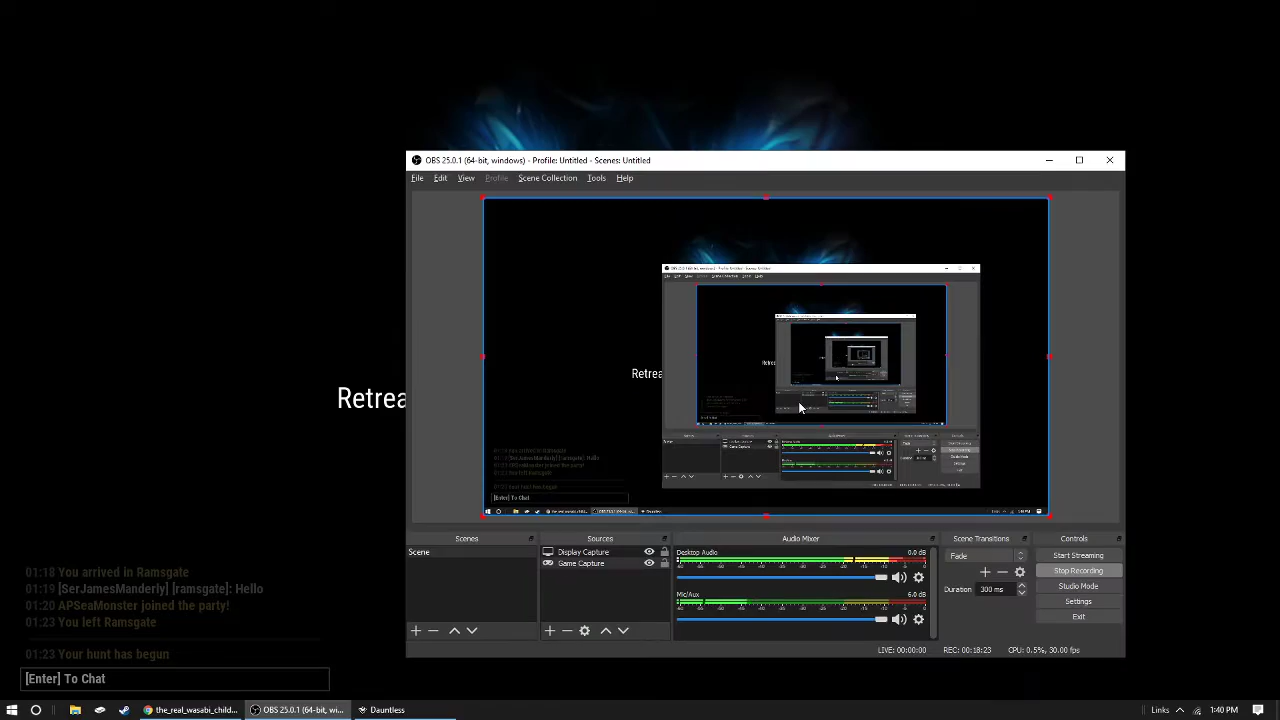 OBS 25.0.1 (64-bit, windows) - Profile: Untitled - Scenes: Untitled
File Edit View Profile Scene Collection Tools Help
Retrea
Retrea
[Enter] To Chat
Scenes Sources Audio Mixer Scene Transitions Controls
Scene
Display Capture
Game Capture
Desktop Audio 0.0 dB
Mic/Aux 6.0 dB
Fade
Duration 300 ms
Start Streaming
Stop Recording
Studio Mode
Settings
Exit
LIVE: 00:00:00 REC: 00:18:23 CPU: 0.5%, 30.00 fps
01:18 You arrived in Ramsgate
01:19 [SerJamesManderly] [ramsgate]: Hello
01:20 APSeaMonster joined the party!
01:23 You left Ramsgate
01:23 Your hunt has begun
[Enter] To Chat
the_real_wasabi_child... OBS 25.0.1 (64-bit, wi... Dauntless Links 1:40 PM